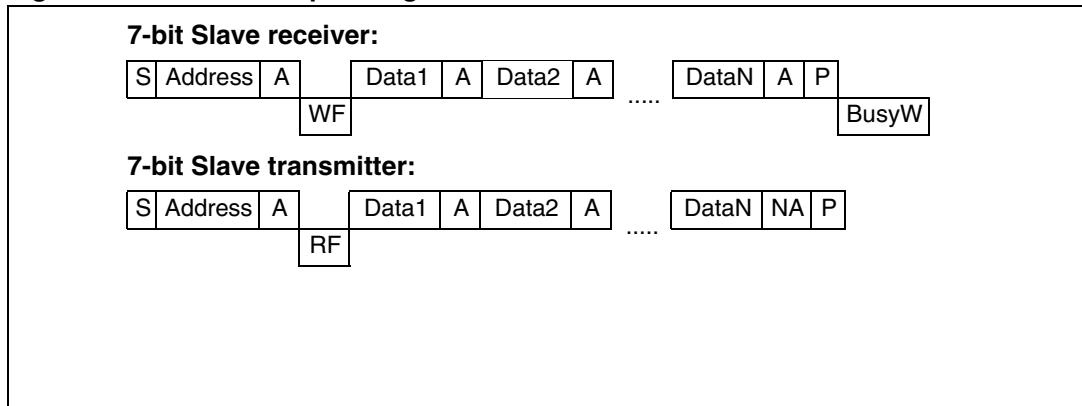 7-bit Slave receiver:
S Address A Data1 A Data2 A ..... DataN A P
WF BusyW
7-bit Slave transmitter:
S Address A Data1 A Data2 A ..... DataN NA P
RF